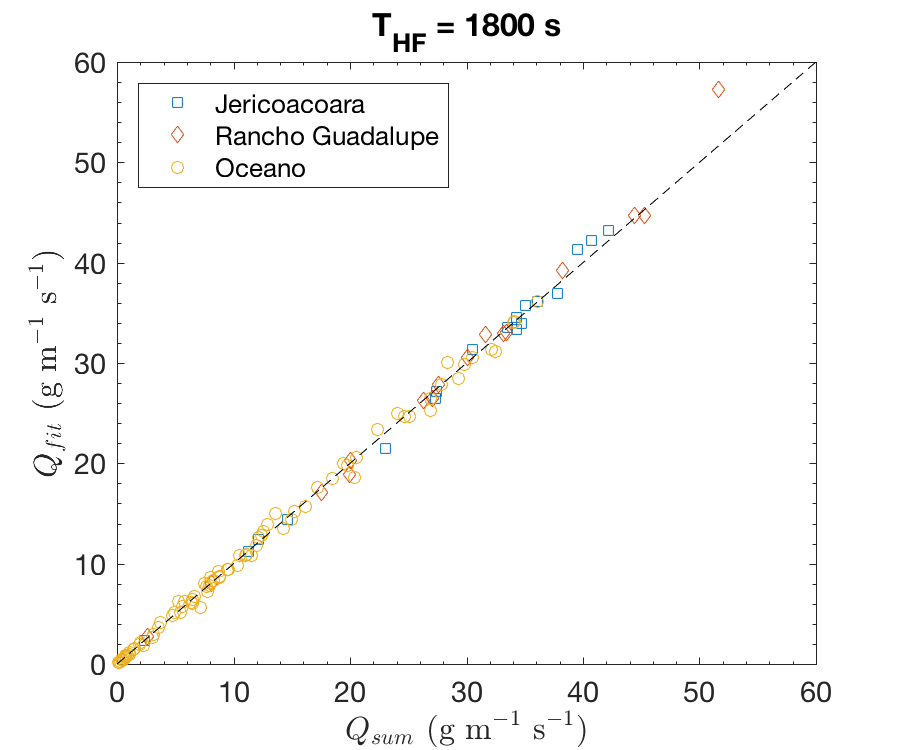 T_HF = 1800 s
60
50
40
30
20
10
0
Jericoacoara
Rancho Guadalupe
Oceano
Q_fit (g m^−1 s^−1)
0 10 20 30 40 50 60
Q_sum (g m^−1 s^−1)